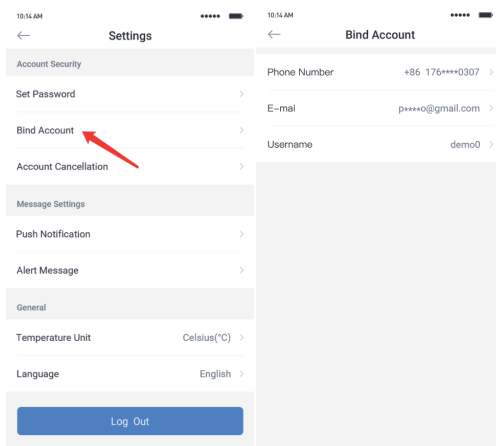 10:14 AM
Settings
Account Security
Set Password
Bind Account
Account Cancellation
Message Settings
Push Notification
Alert Message
General
Temperature Unit Celsius(°C)
Language English
Log Out
10:14 AM
Bind Account
Phone Number +86 176****0307
E-mai p****o@gmail.com
Username demo0